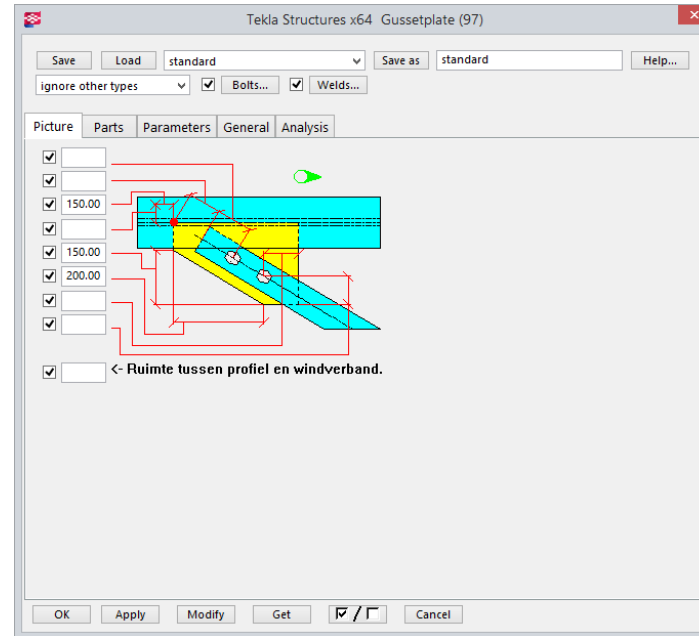 Tekla Structures x64 Gussetplate (97)
Save Load standard Save as standard Help...
ignore other types Bolts... Welds...
Picture Parts Parameters General Analysis
150.00
150.00
200.00
<- Ruimte tussen profiel en windverband.
OK Apply Modify Get / Cancel